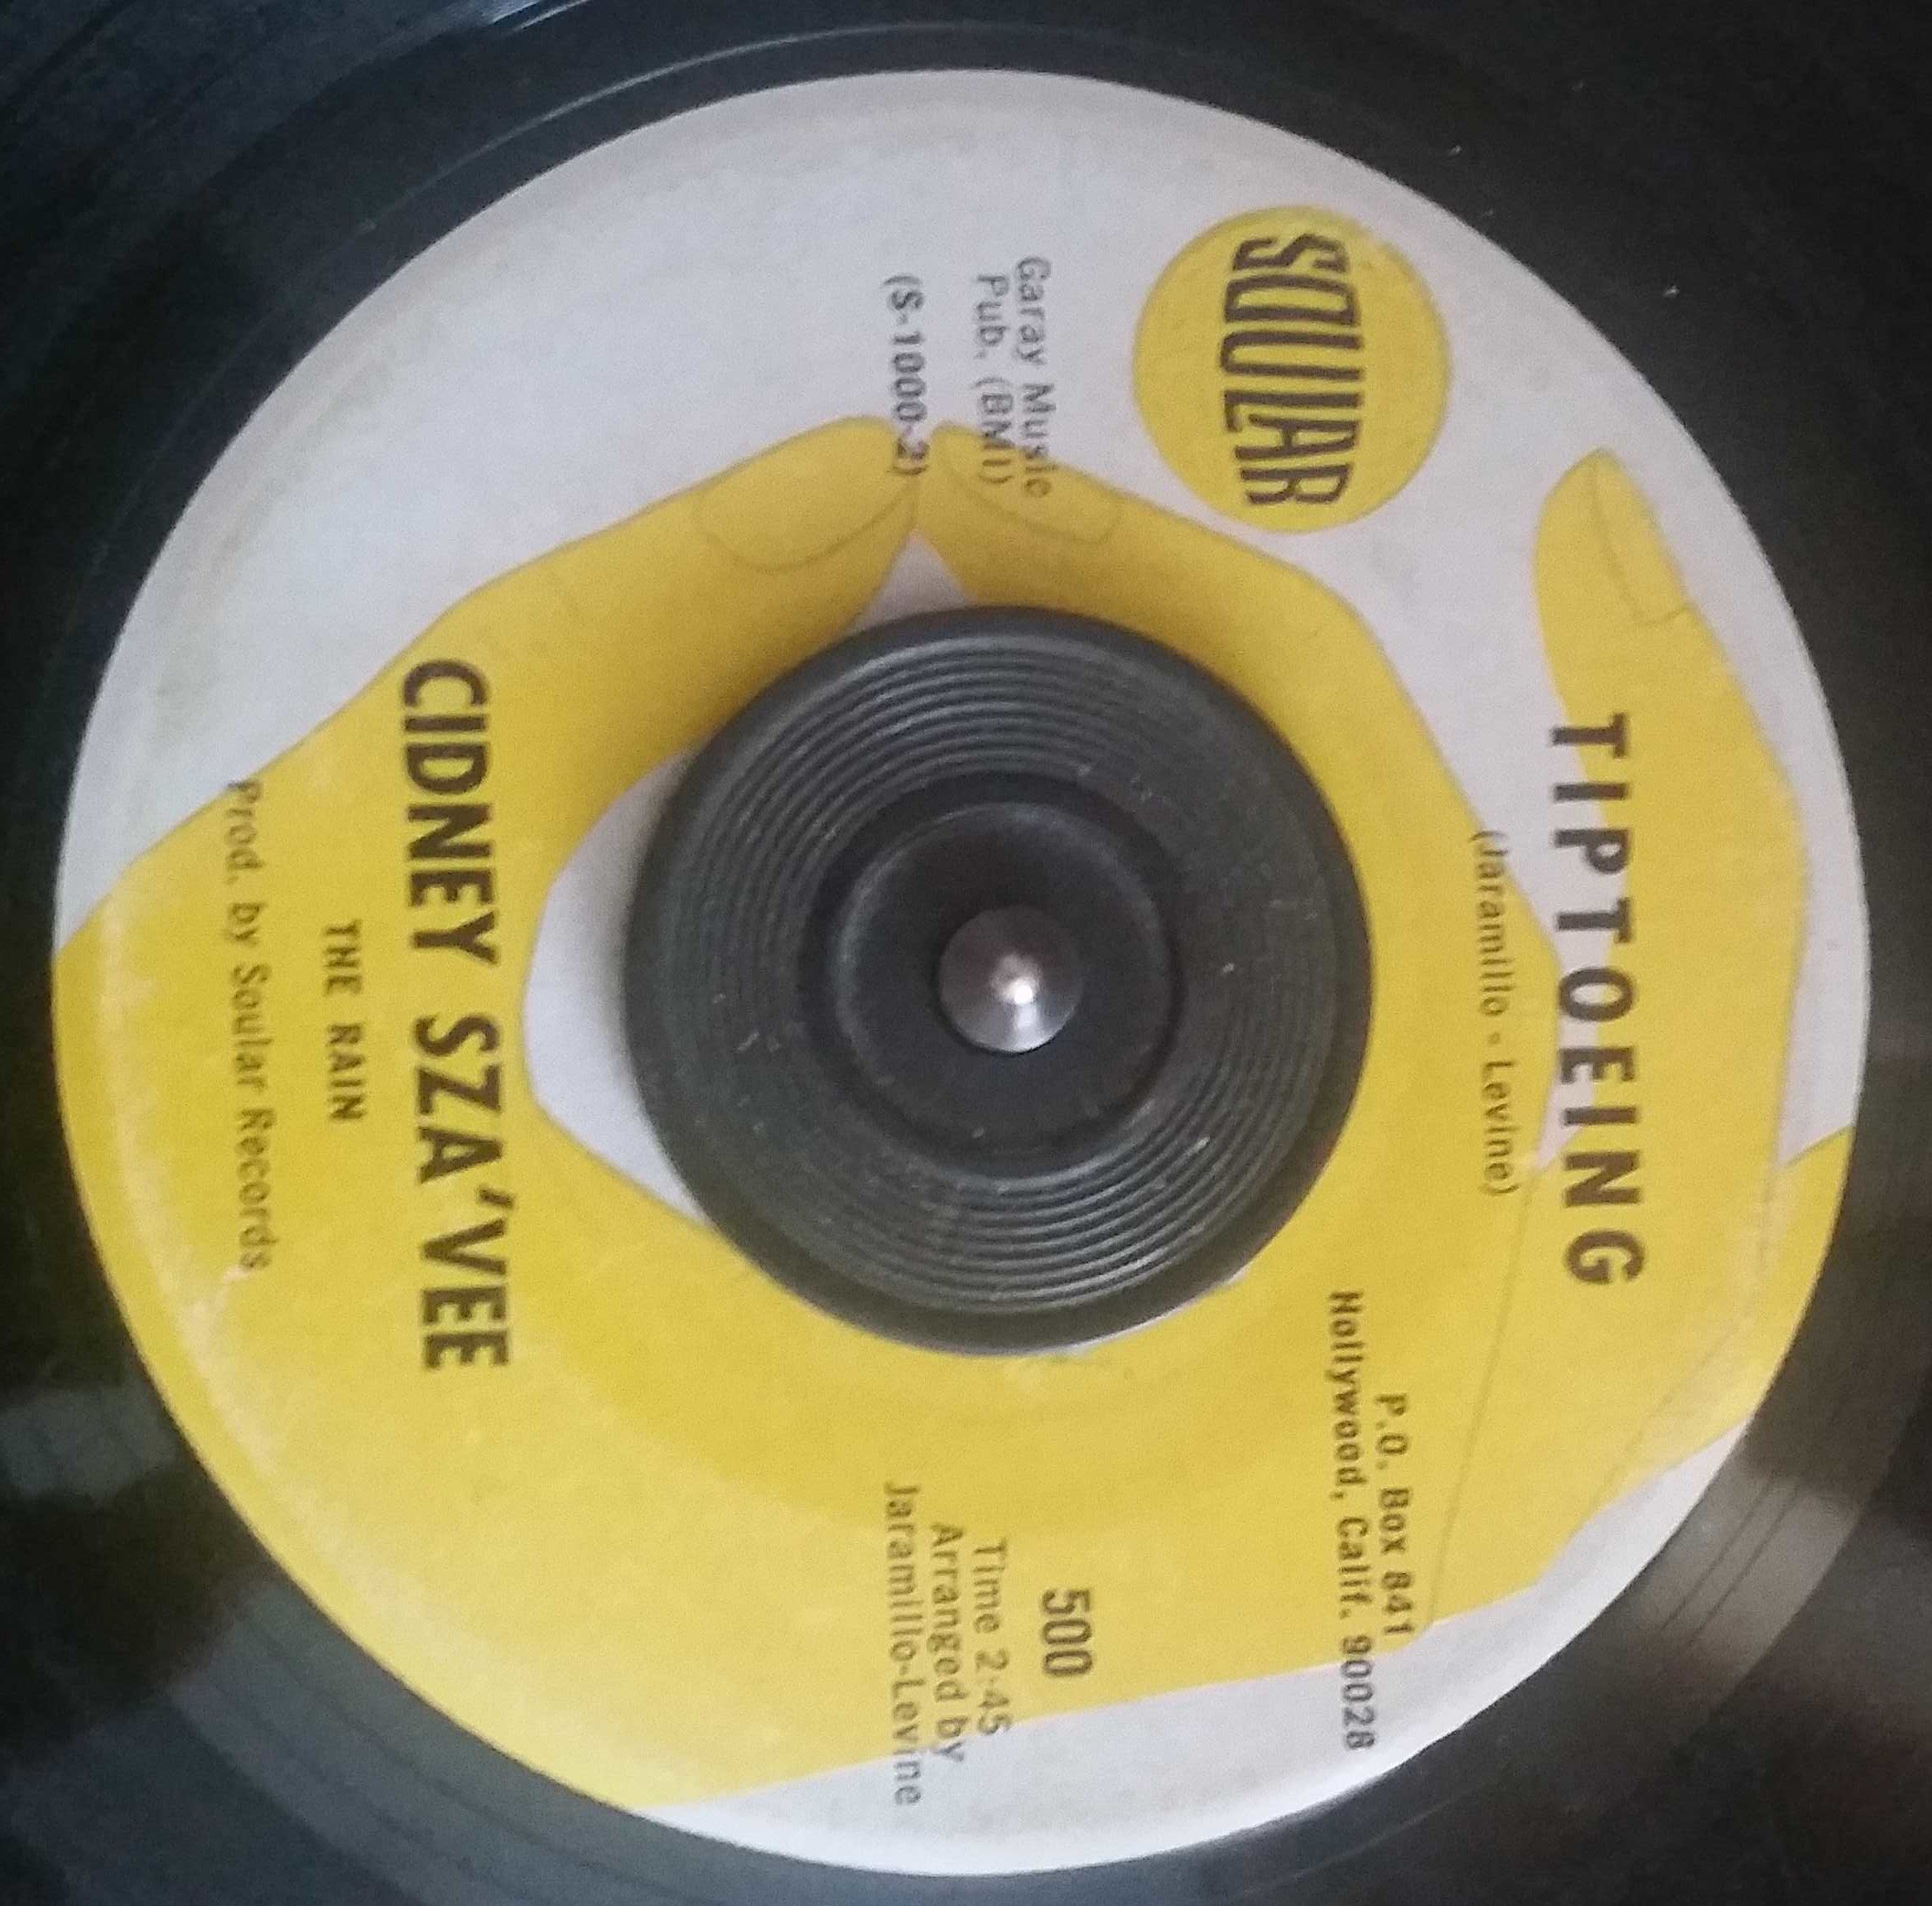 TIPTOEING
(Jaramillo - Levine)
SOULAR
P.O. Box 841
Hollywood, Calif. 90028
Garay Music
Pub. (BMI)
(S-1000-2)
500
Time 2:45
Arranged by
Jaramillo-Levine
CIDNEY SZA'VEE
THE RAIN
Prod. by Soular Records